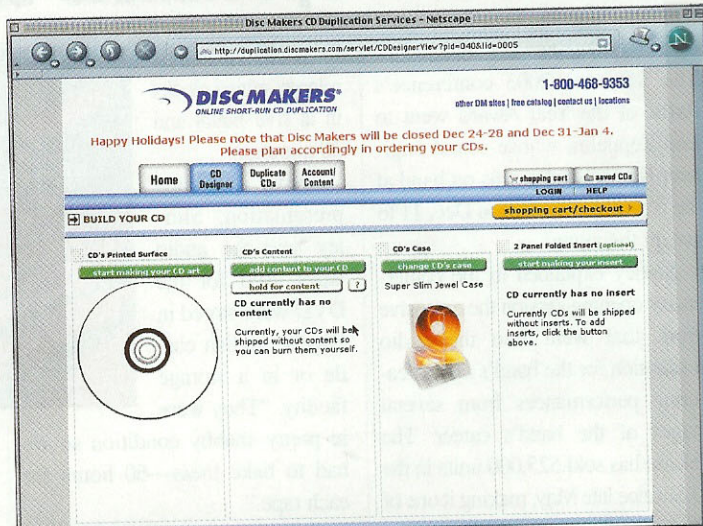 Disc Makers CD Duplication Services – Netscape
http://duplication.discmakers.com/servlet/CDDesignerView?pid=040&lid=0005
N
DISC MAKERS
ONLINE SHORT-RUN CD DUPLICATION
1-800-468-9353
other DM sites | free catalog | contact us | locations
Happy Holidays! Please note that Disc Makers will be closed Dec 24-28 and Dec 31-Jan 4.
Please plan accordingly in ordering your CDs.
Home
CD Designer
Duplicate CDs
Account/ Content
shopping cart
saved CDs
LOGIN HELP
BUILD YOUR CD
shopping cart/checkout
CD's Printed Surface
start making your CD art
CD's Content
add content to your CD
hold for content ?
CD currently has no
content
Currently, your CDs will be
shipped without content so
you can burn them yourself.
CD's Case
change CD's case
Super Slim Jewel Case
2 Panel Folded Insert (optional)
start making your insert
CD currently has no insert
Currently CDs will be shipped
without inserts. To add
inserts, click the button
above.